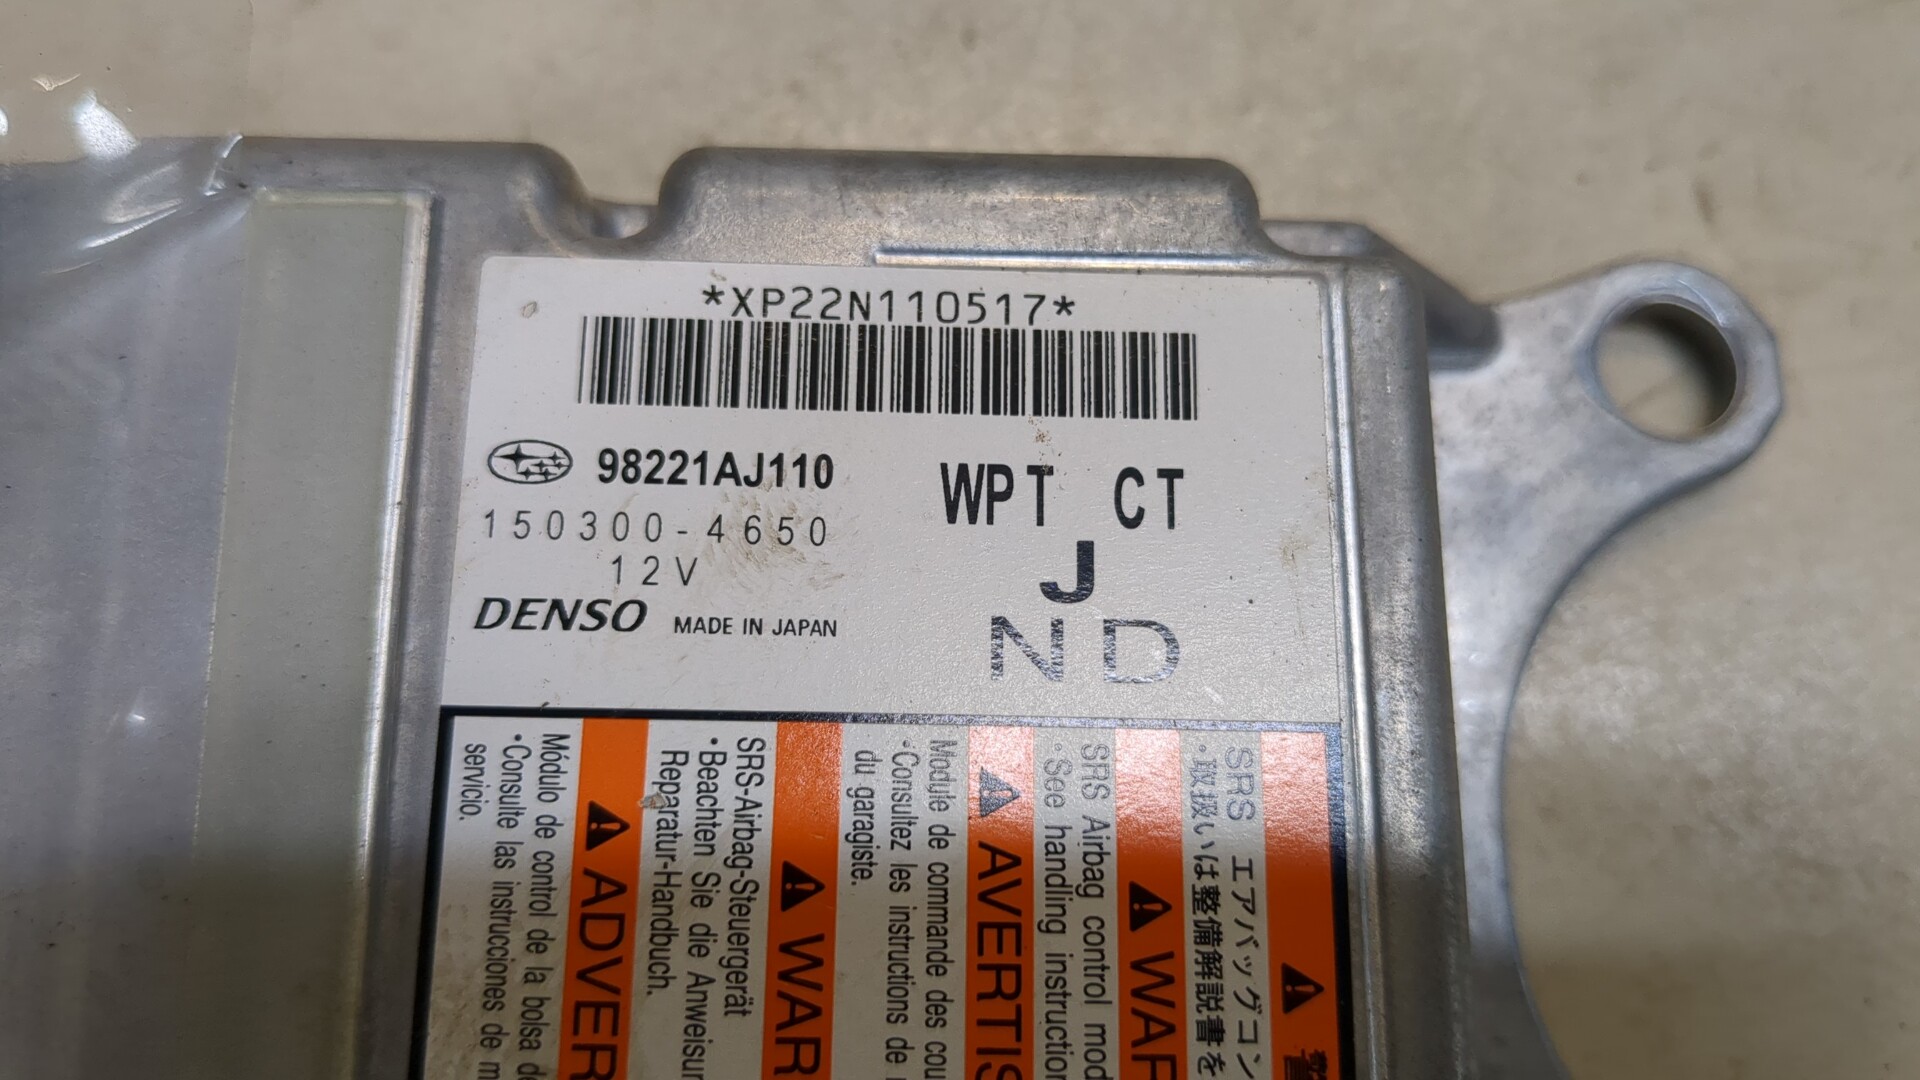 *XP22N110517*
98221AJ110
WPT CT
150300-4650
J
12V
ND
DENSO MADE IN JAPAN
SRS エアバッグコン
・取扱いは整備解説書を
WAR
SRS Airbag control mod
・See handling instruction
AVERTIS
Module de commande des cou
・Consultez les instructions de
du garagiste.
WAR
SRS-Airbag-Steuergerät
・Beachten Sie die Anweisun
Reparatur-Handbuch.
ADVER
Módulo de control de la bolsa de
・Consulte las instrucciones de m
servicio.